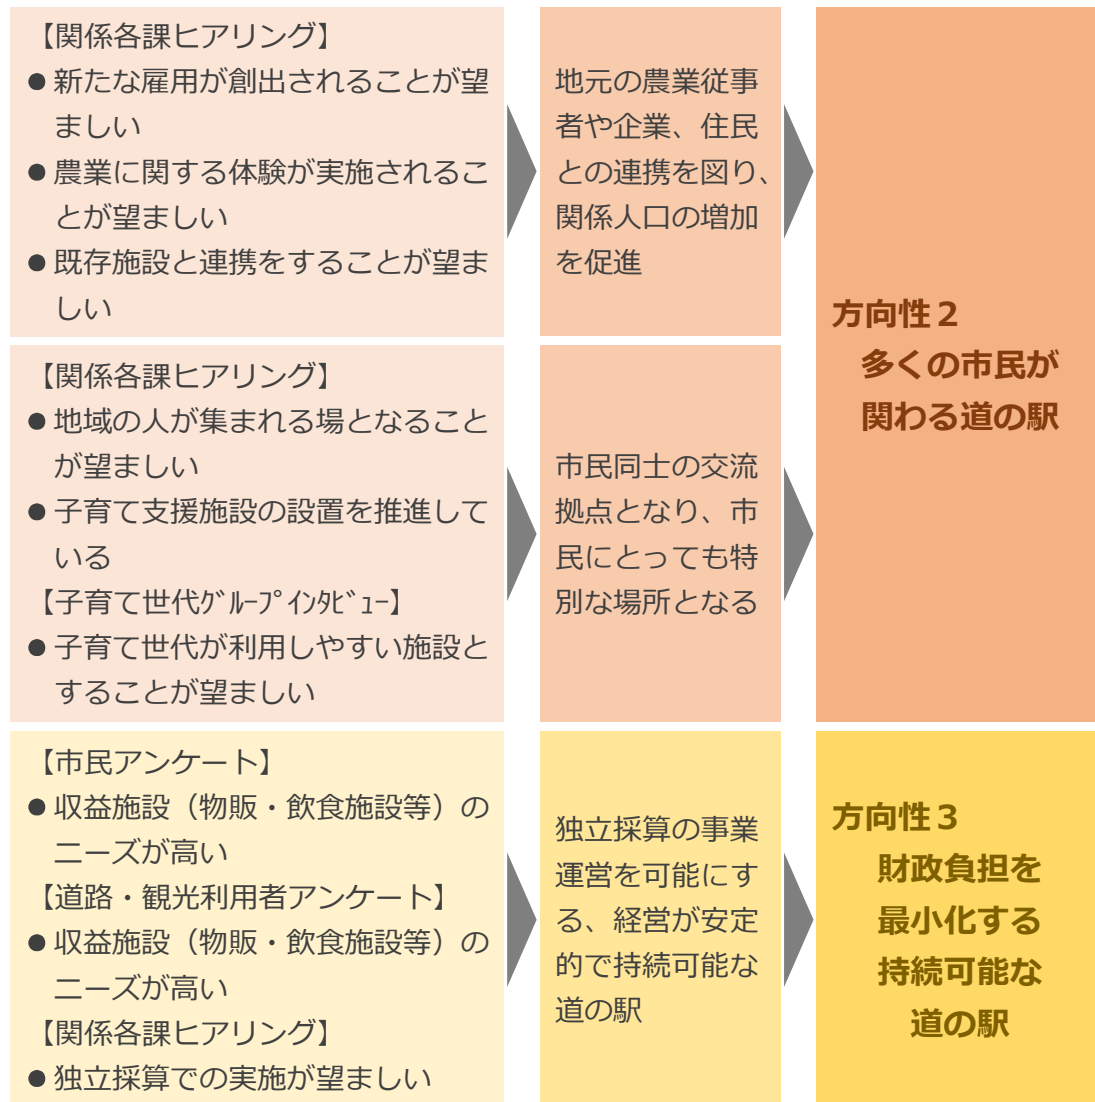 【関係各課ヒアリング】
●新たな雇用が創出されることが望
ましい
●農業に関する体験が実施されるこ
とが望ましい
●既存施設と連携をすることが望ま
しい
地元の農業従事
者や企業、住民
との連携を図り、
関係人口の増加
を促進
【関係各課ヒアリング】
●地域の人が集まれる場となること
が望ましい
●子育て支援施設の設置を推進して
いる
【子育て世代ｸﾞﾙｰﾌﾟｲﾝﾀﾋﾞｭｰ】
●子育て世代が利用しやすい施設と
することが望ましい
市民同士の交流
拠点となり、市
民にとっても特
別な場所となる
方向性２
多くの市民が
関わる道の駅
【市民アンケート】
●収益施設（物販・飲食施設等）の
ニーズが高い
【道路・観光利用者アンケート】
●収益施設（物販・飲食施設等）の
ニーズが高い
【関係各課ヒアリング】
●独立採算での実施が望ましい
独立採算の事業
運営を可能にす
る、経営が安定
的で持続可能な
道の駅
方向性３
財政負担を
最小化する
持続可能な
道の駅